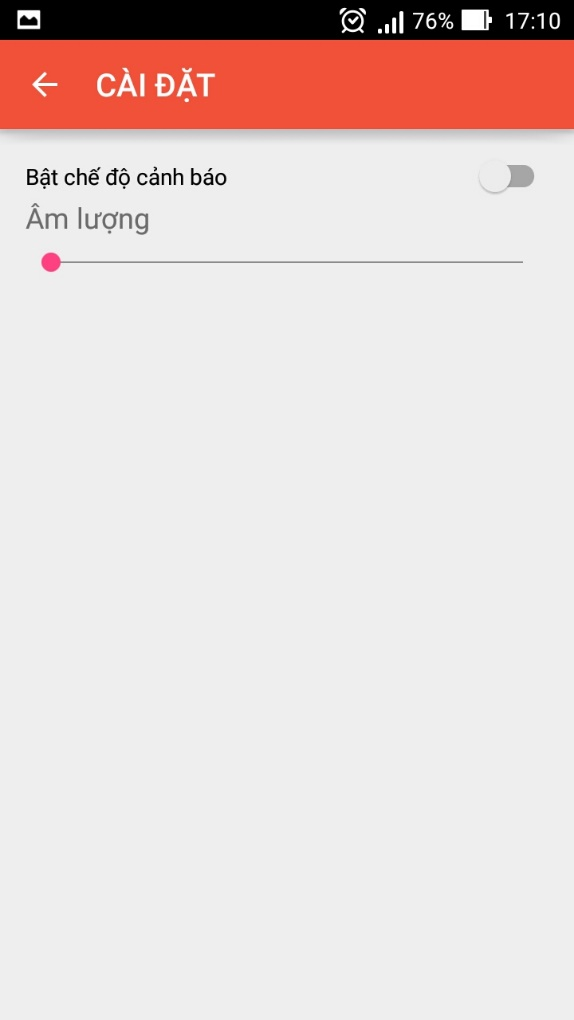 76% 17:10
CÀI ĐẶT
Bật chế độ cảnh báo
Âm lượng